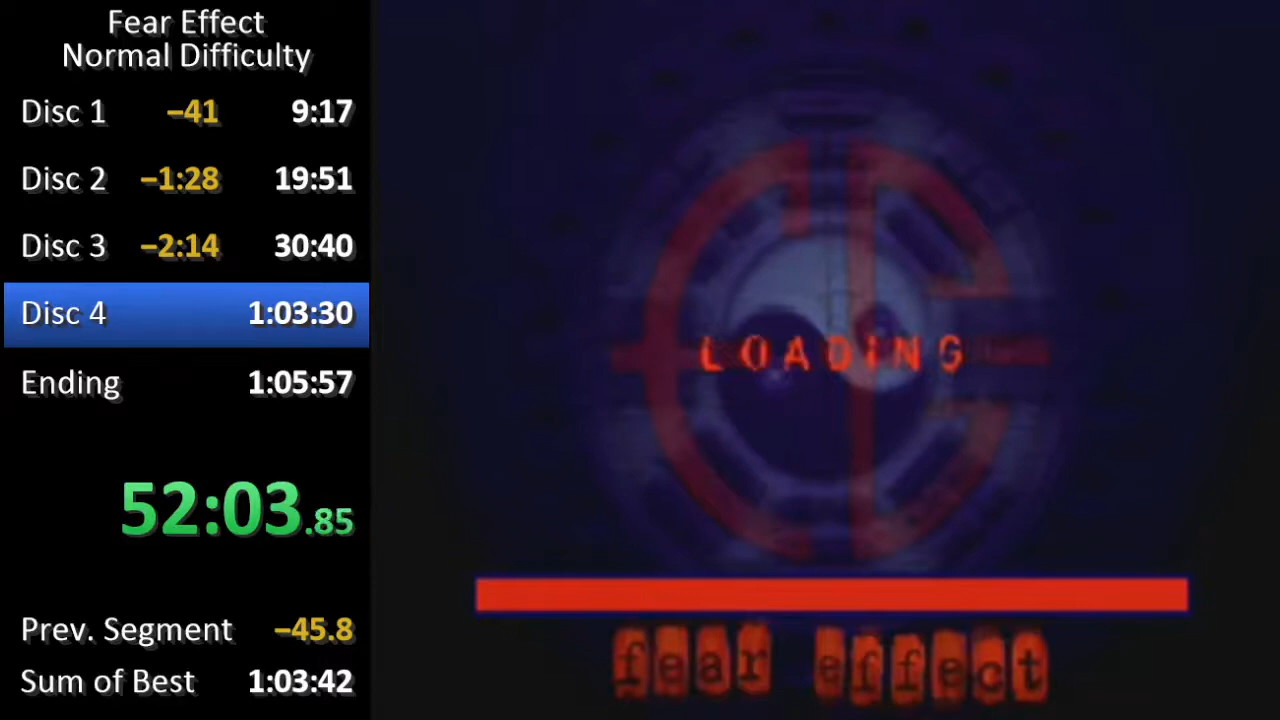 Fear Effect
Normal Difficulty
Disc 1 −41 9:17
Disc 2 −1:28 19:51
Disc 3 −2:14 30:40
Disc 4 1:03:30
Ending 1:05:57
52:03.85
Prev. Segment −45.8
Sum of Best 1:03:42
LOADING
fear effect